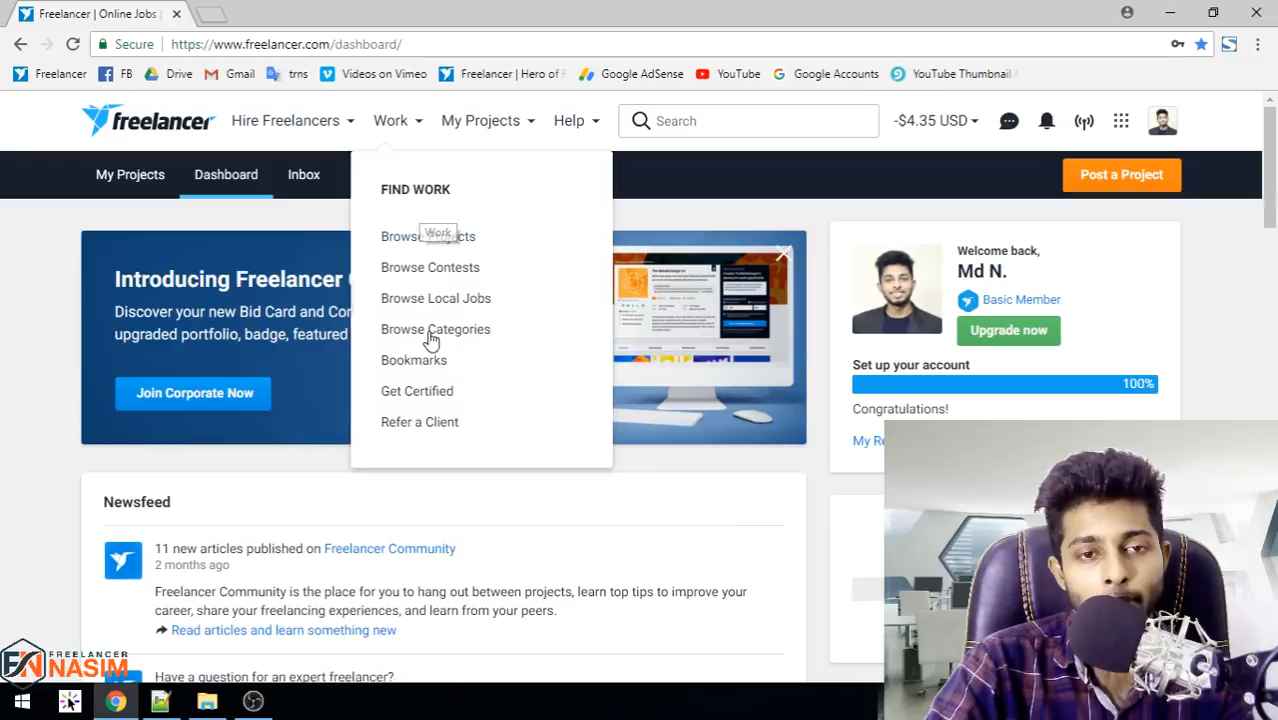 Freelancer | Online Jobs
Secure
https://www.freelancer.com/dashboard/
Freelancer
FB
Drive
Gmail
trns
Videos on Vimeo
Freelancer | Hero of F
Google AdSense
YouTube
Google Accounts
YouTube Thumbnail
freelancer
Hire Freelancers
Work
My Projects
Help
Search
-$4.35 USD
My Projects
Dashboard
Inbox
Post a Project
FIND WORK
Work
Browse Projects
Browse Contests
Browse Local Jobs
Browse Categories
Bookmarks
Get Certified
Refer a Client
Introducing Freelancer
Discover your new Bid Card and
upgraded portfolio, badge, featured
Join Corporate Now
Welcome back,
Md N.
Basic Member
Upgrade now
Set up your account
100%
Congratulations!
My Re
Newsfeed
11 new articles published on Freelancer Community
2 months ago
Freelancer Community is the place for you to hang out between projects, learn top tips to improve your
career, share your freelancing experiences, and learn from your peers.
Read articles and learn something new
Have a question for an expert freelancer?
FN
FREELANCER
NASIM